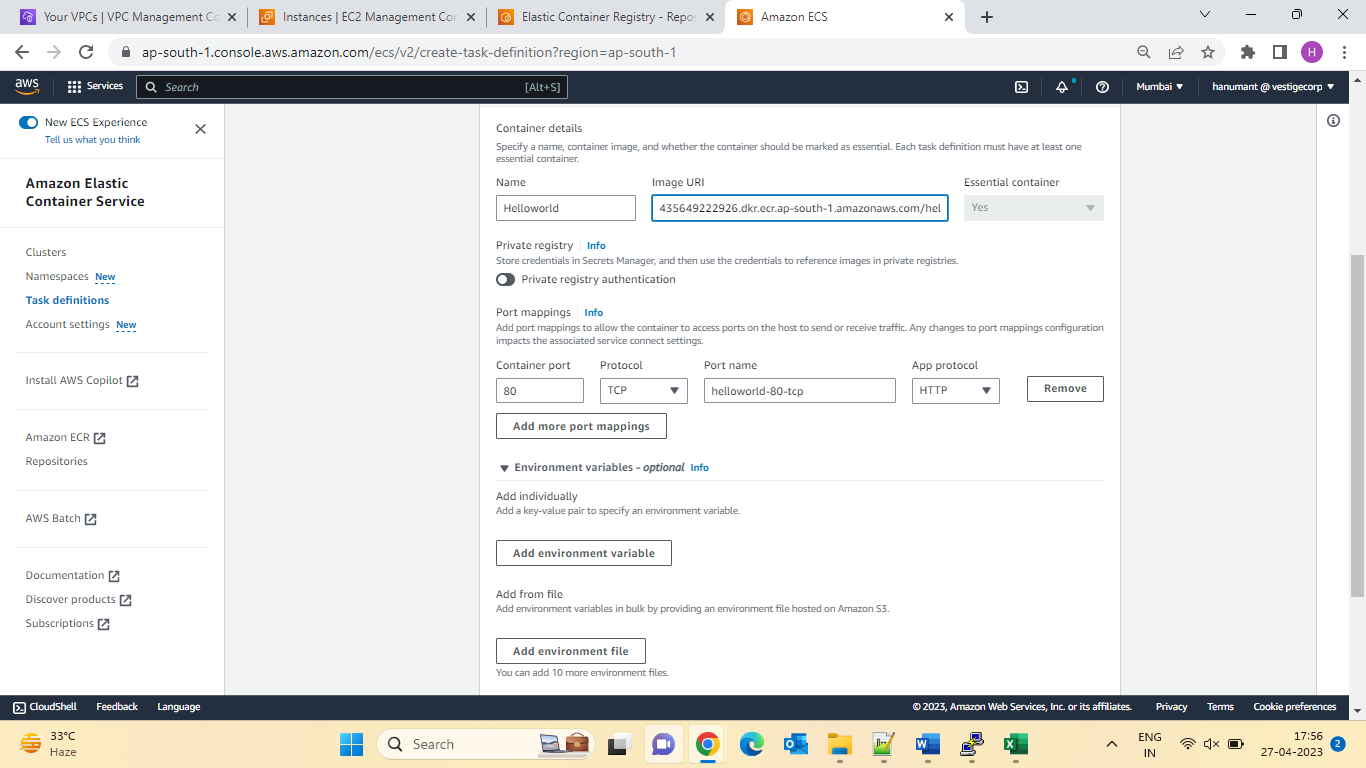 Your VPCs | VPC Management Co
Instances | EC2 Management Con
Elastic Container Registry - Repos
Amazon ECS
ap-south-1.console.aws.amazon.com/ecs/v2/create-task-definition?region=ap-south-1
H
aws
Services
Search
[Alt+S]
Mumbai
hanumant @ vestigecorp
New ECS Experience
Tell us what you think
Amazon Elastic
Container Service
Clusters
Namespaces New
Task definitions
Account settings New
Install AWS Copilot
Amazon ECR
Repositories
AWS Batch
Documentation
Discover products
Subscriptions
Container details
Specify a name, container image, and whether the container should be marked as essential. Each task definition must have at least one
essential container.
Name Image URI Essential container
Helloworld 435649222926.dkr.ecr.ap-south-1.amazonaws.com/hel Yes
Private registry Info
Store credentials in Secrets Manager, and then use the credentials to reference images in private registries.
Private registry authentication
Port mappings Info
Add port mappings to allow the container to access ports on the host to send or receive traffic. Any changes to port mappings configuration
impacts the associated service connect settings.
Container port Protocol Port name App protocol
80 TCP helloworld-80-tcp HTTP Remove
Add more port mappings
Environment variables - optional Info
Add individually
Add a key-value pair to specify an environment variable.
Add environment variable
Add from file
Add environment variables in bulk by providing an environment file hosted on Amazon S3.
Add environment file
You can add 10 more environment files.
CloudShell Feedback Language © 2023, Amazon Web Services, Inc. or its affiliates. Privacy Terms Cookie preferences
33°C
Haze
Search
ENG
IN
17:56
27-04-2023
2